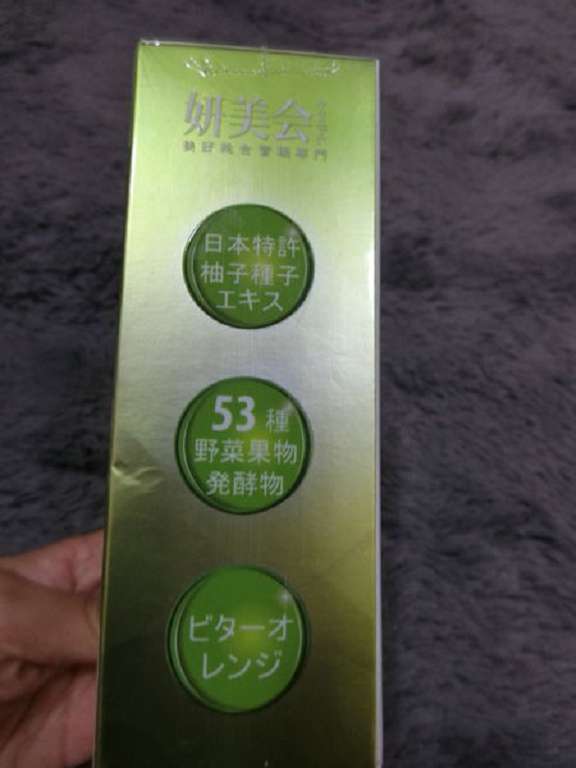 妍美会
日本特許
柚子種子
エキス
53種
野菜果物
発酵物
ビターオ
レンジ